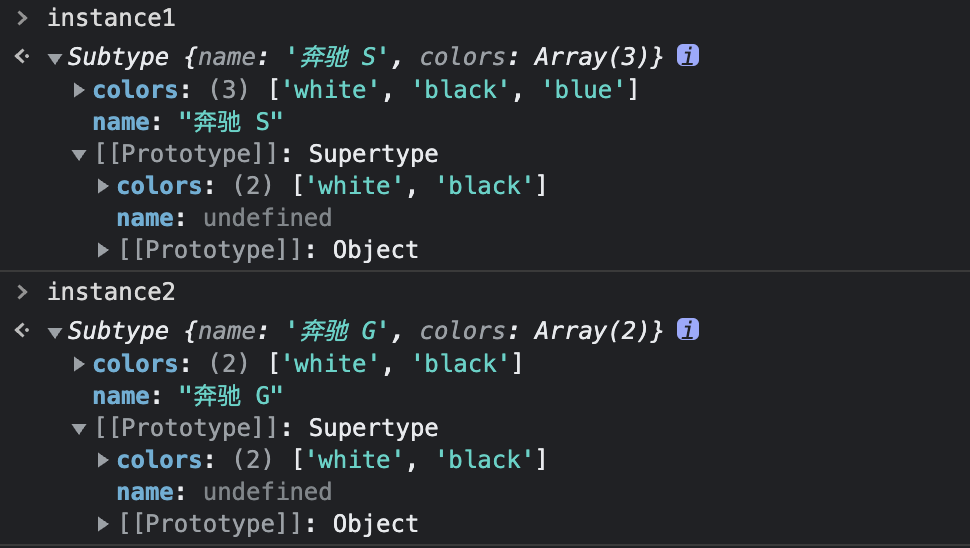 instance1
Subtype {name: '奔驰 S', colors: Array(3)} i
colors: (3) ['white', 'black', 'blue']
name: "奔驰 S"
[[Prototype]]: Supertype
colors: (2) ['white', 'black']
name: undefined
[[Prototype]]: Object
instance2
Subtype {name: '奔驰 G', colors: Array(2)} i
colors: (2) ['white', 'black']
name: "奔驰 G"
[[Prototype]]: Supertype
colors: (2) ['white', 'black']
name: undefined
[[Prototype]]: Object